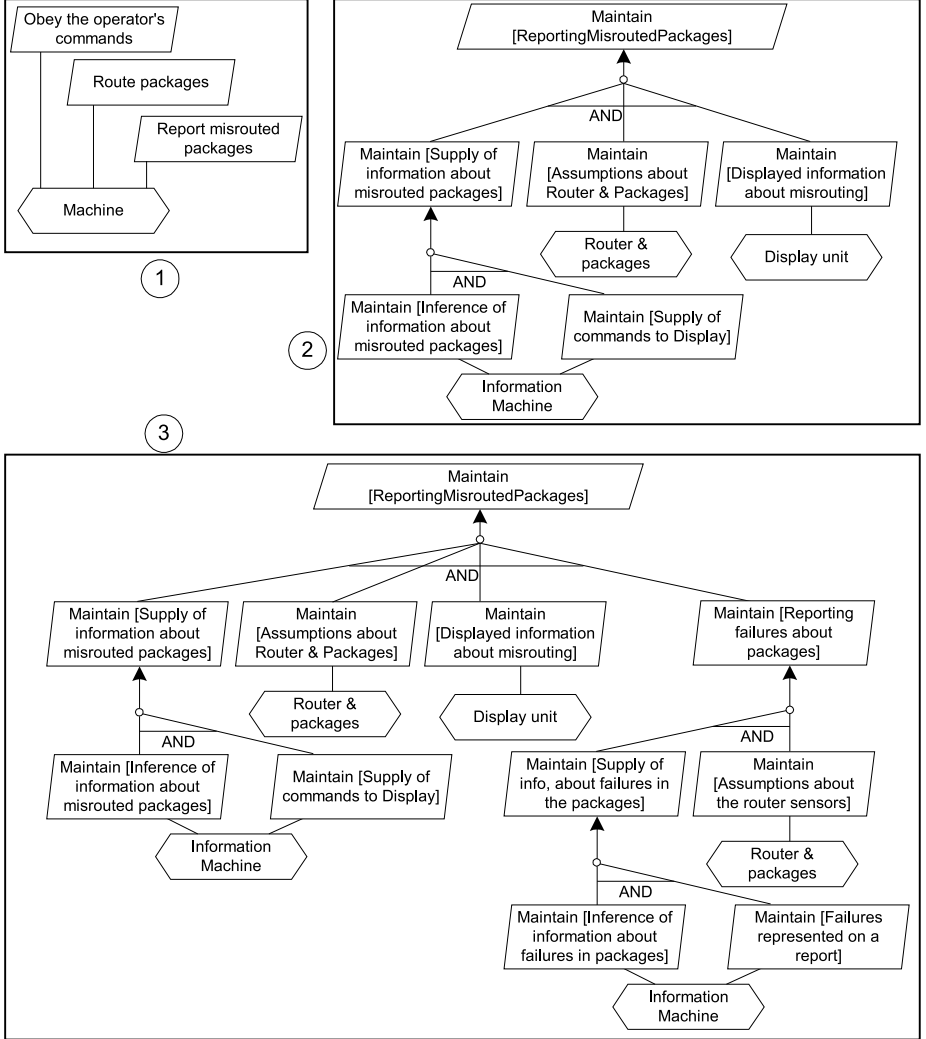 Obey the operator's
commands
Route packages
Report misrouted
packages
Machine
1
Maintain
[ReportingMisroutedPackages]
AND
Maintain [Supply of
information about
misrouted packages]
Maintain
[Assumptions about
Router & Packages]
Maintain
[Displayed information
about misrouting]
Router &
packages
Display unit
AND
Maintain [Inference of
information about
misrouted packages]
Maintain [Supply of
commands to Display]
Information
Machine
2
3
Maintain
[ReportingMisroutedPackages]
AND
Maintain [Supply of
information about
misrouted packages]
Maintain
[Assumptions about
Router & Packages]
Maintain
[Displayed information
about misrouting]
Maintain [Reporting
failures about
packages]
Router &
packages
Display unit
AND
AND
Maintain [Inference of
information about
misrouted packages]
Maintain [Supply of
commands to Display]
Maintain [Supply of
info, about failures in
the packages]
Maintain
[Assumptions about
the router sensors]
Information
Machine
Router &
packages
AND
Maintain [Inference of
information about
failures in packages]
Maintain [Failures
represented on a
report]
Information
Machine